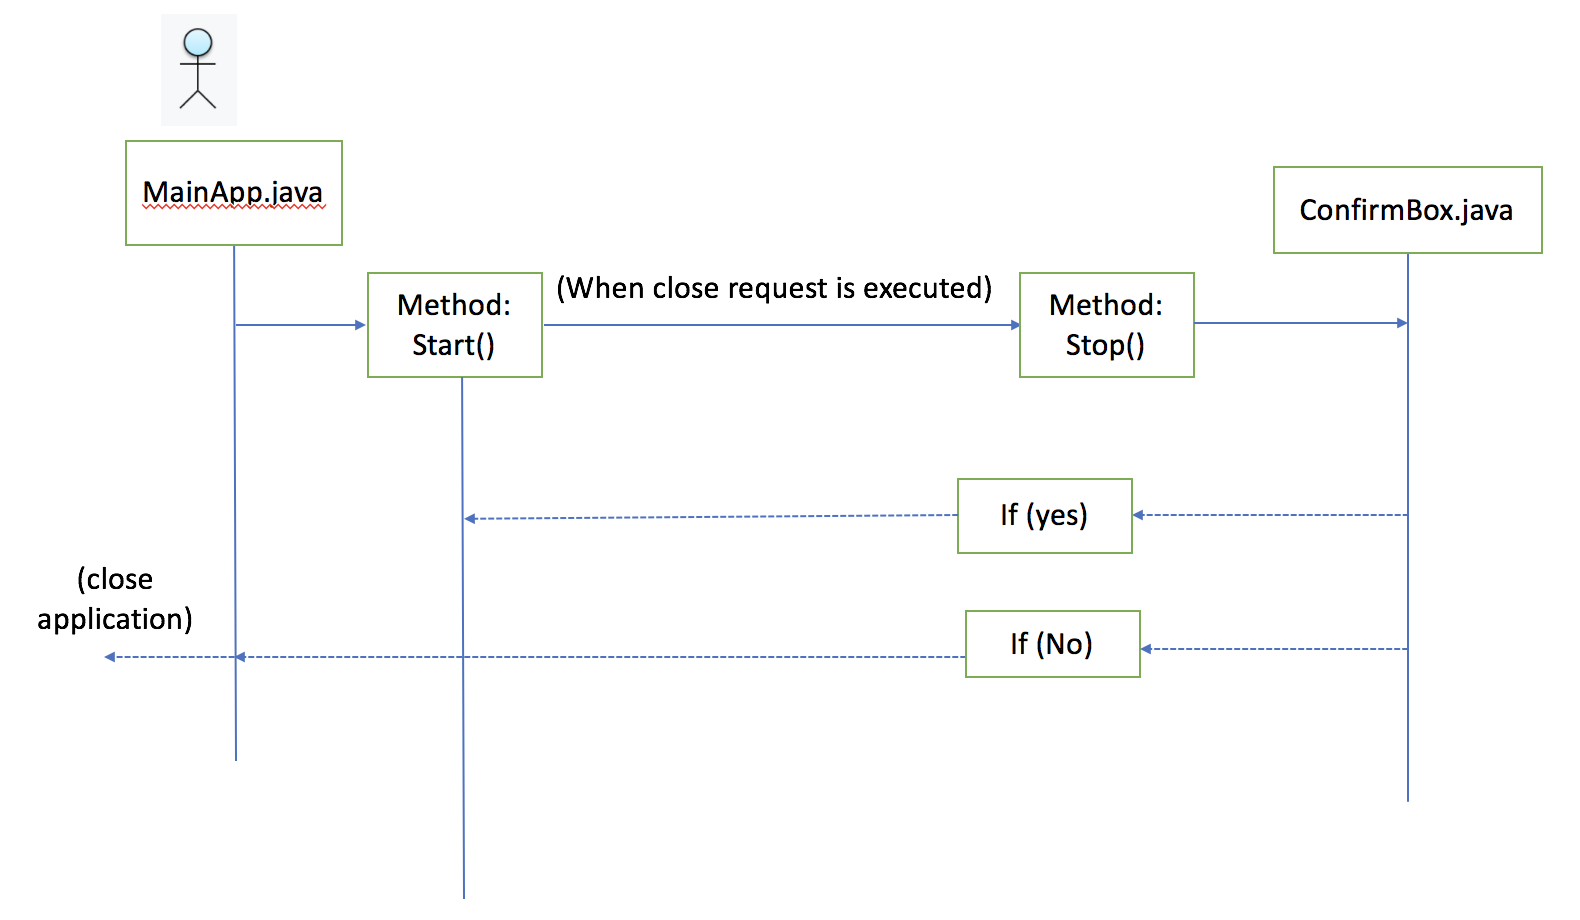 MainApp.java
ConfirmBox.java
(When close request is executed)
Method:
Start()
Method:
Stop()
If (yes)
(close
application)
If (No)